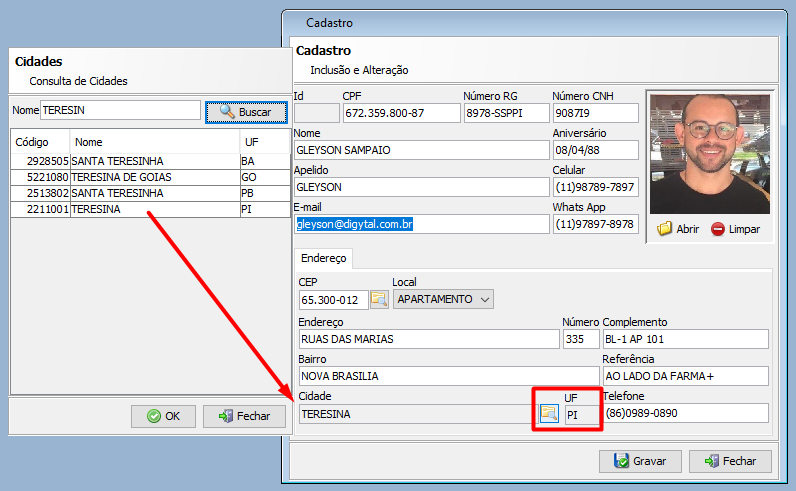 Cidades
Consulta de Cidades
Nome TERESIN Buscar
Código Nome UF
2928505 SANTA TERESINHA BA
5221080 TERESINA DE GOIAS GO
2513802 SANTA TERESINHA PB
2211001 TERESINA PI
OK Fechar
Cadastro
Cadastro
Inclusão e Alteração
Id CPF Número RG Número CNH
672.359.800-87 8978-SSPPI 9087I9
Nome Aniversário
GLEYSON SAMPAIO 08/04/88
Apelido Celular
GLEYSON (11)98789-7897
E-mail Whats App
gleyson@digytal.com.br (11)97897-8978
Abrir Limpar
Endereço
CEP Local
65.300-012 APARTAMENTO
Endereço Número Complemento
RUAS DAS MARIAS 335 BL-1 AP 101
Bairro Referência
NOVA BRASILIA AO LADO DA FARMA+
Cidade UF Telefone
TERESINA PI (86)0989-0890
Gravar Fechar